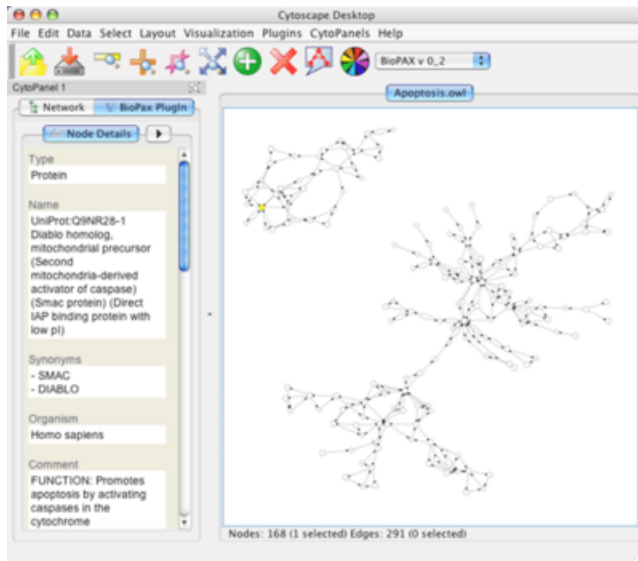 Cytoscape Desktop
File Edit Data Select Layout Visualization Plugins CytoPanels Help
BioPAX v 0_2
CytoPanel 1
Network
BioPax PlugIn
Apoptosis.owl
Node Details
Type
Protein
Name
UniProt:Q9NR28-1
Diablo homolog,
mitochondrial precursor
(Second
mitochondria-derived
activator of caspase)
(Smac protein) (Direct
IAP binding protein with
low pI)
Synonyms
- SMAC
- DIABLO
Organism
Homo sapiens
Comment
FUNCTION: Promotes
apoptosis by activating
caspases in the
cytochrome
Nodes: 168 (1 selected) Edges: 291 (0 selected)